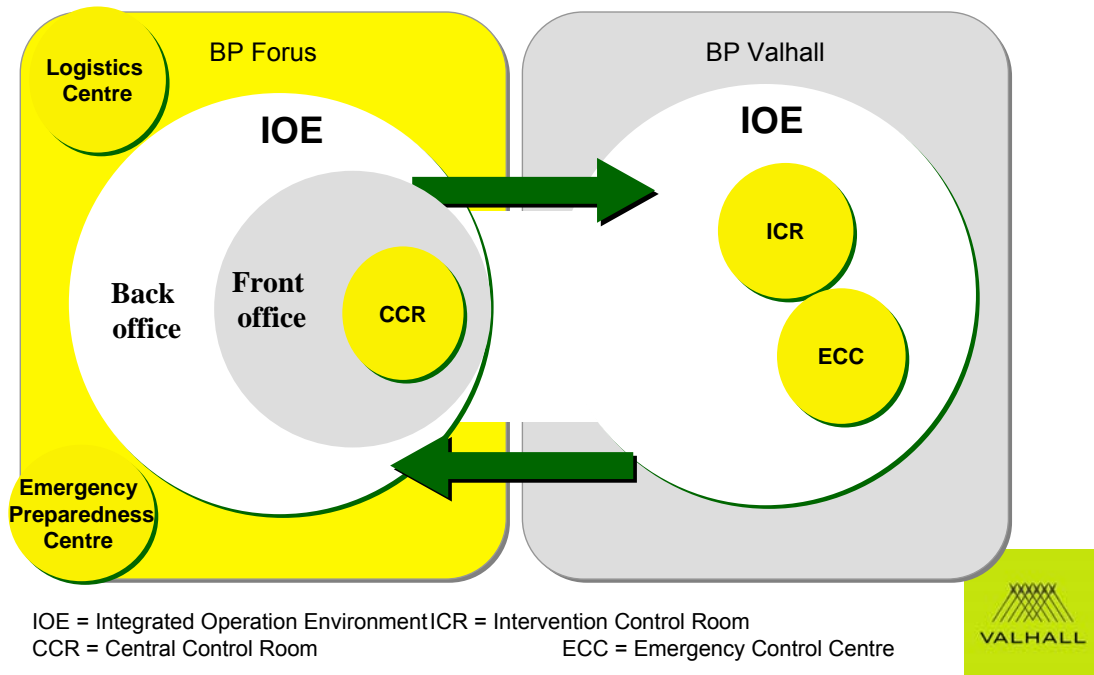 BP Forus
Logistics
Centre
IOE
Back
office
Front
office
CCR
Emergency
Preparedness
Centre
BP Valhall
IOE
ICR
ECC
IOE = Integrated Operation Environment ICR = Intervention Control Room
CCR = Central Control Room ECC = Emergency Control Centre
VALHALL